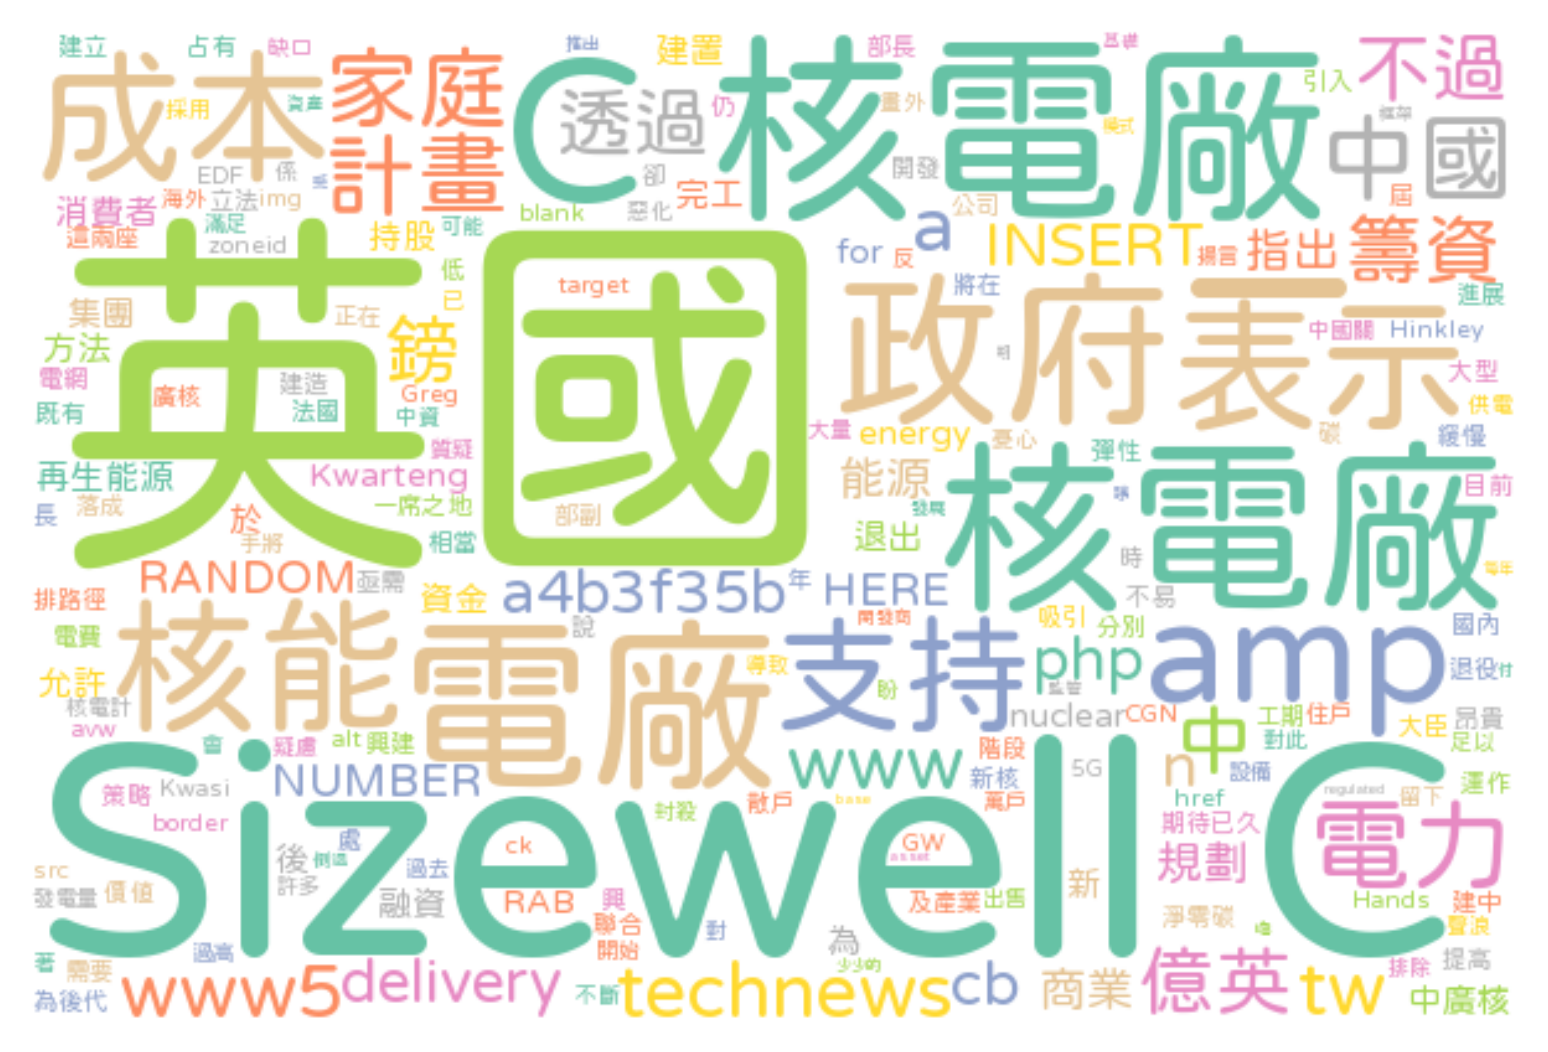 建立 占有 缺口 推出 建置 部長 基礎 不過
成本 家庭 C 核電廠 引入
採用 透過 仍 畫外 模式 中國
計畫 開發
EDF 係 卻 完工 屆
消費者 海外 立法 img blank 惡化 公司
這兩座 滿足 持股 可能 a INSERT 揚言 指出 籌資
zoneid for 反
英國 低 target 將在 進展
集團 正在 已 政府表示 中國關 Hinkley
方法 鎊
電網 廣核 建造 Greg 大型
既有 法國 中資 大量 energy 憂心 碳 供電
質疑 彈性 緩慢
再生能源 Kwarteng 能源 核電廠 目前
長 落成 於 一席之地 部副 發展
手將 相當 退出 時
RANDOM 亟需 年 HERE 不易 每年
排路徑 資金 a4b3f35b 開發商 吸引 分別
電費 核能電廠 說 支持 php amp 國內
允許 導致 盼 退役 付
核電計 nuclear CGN 中 工期 住戶 大臣 昂貴
avw 會 疑慮 alt 興建 對此 足以
NUMBER www 階段 5G n 設備 運作
策略 Kwasi 新核 href regulated 留下
border Sizewell C 封殺 散戶 base 萬戶 期待已久 電力
處 ck GW 規劃
src 後 倒退 過去 asset 新
發電量 價值 許多 融資 RAB 興 及產業 出售 Hands 建中
聯合 對 為 淨零碳 聲浪
著 需要 過高 開始 少少的 排除 提高
為後代 www5 delivery 不斷 technews cb 商業 億英 tw 中廣核